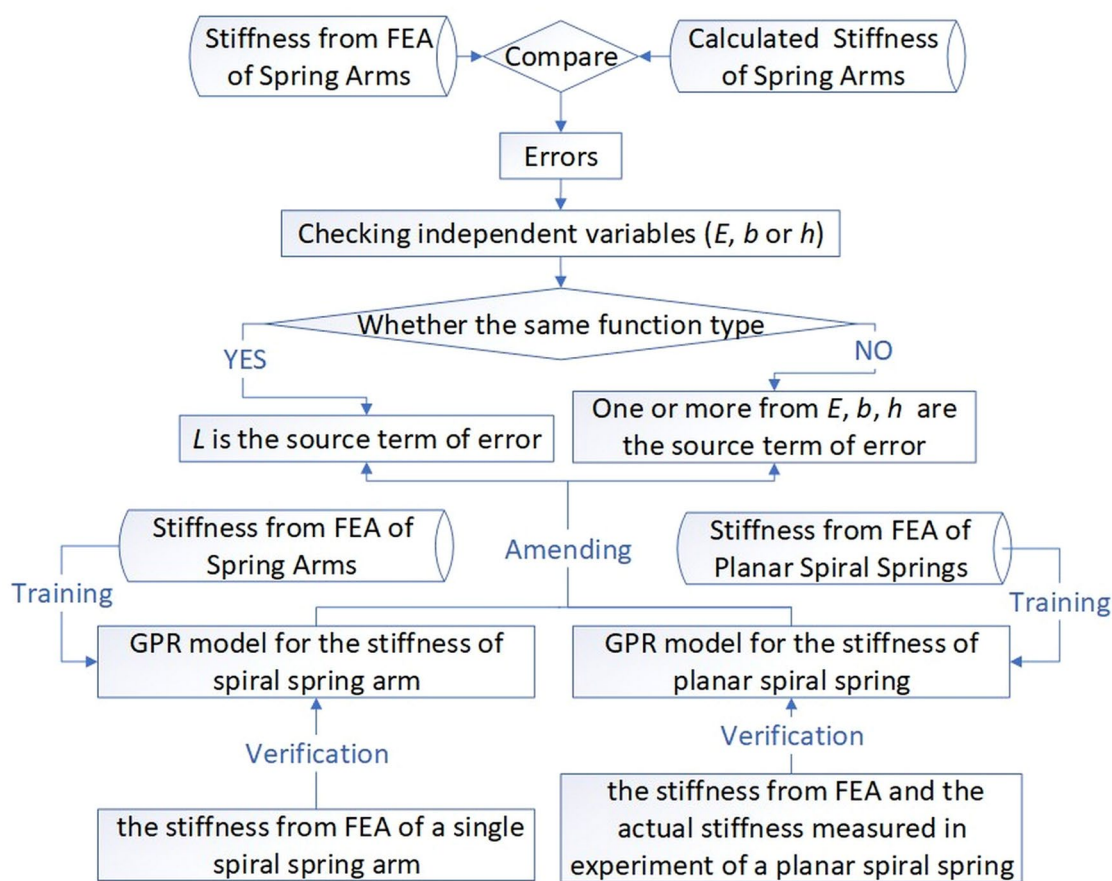 Stiffness from FEA
of Spring Arms
Compare
Calculated Stiffness
of Spring Arms
Errors
Checking independent variables (E, b or h)
Whether the same function type
YES
NO
L is the source term of error
One or more from E, b, h are
the source term of error
Stiffness from FEA of
Spring Arms
Amending
Stiffness from FEA of
Planar Spiral Springs
Training
Training
GPR model for the stiffness of
spiral spring arm
GPR model for the stiffness of
planar spiral spring
Verification
Verification
the stiffness from FEA of a single
spiral spring arm
the stiffness from FEA and the
actual stiffness measured in
experiment of a planar spiral spring